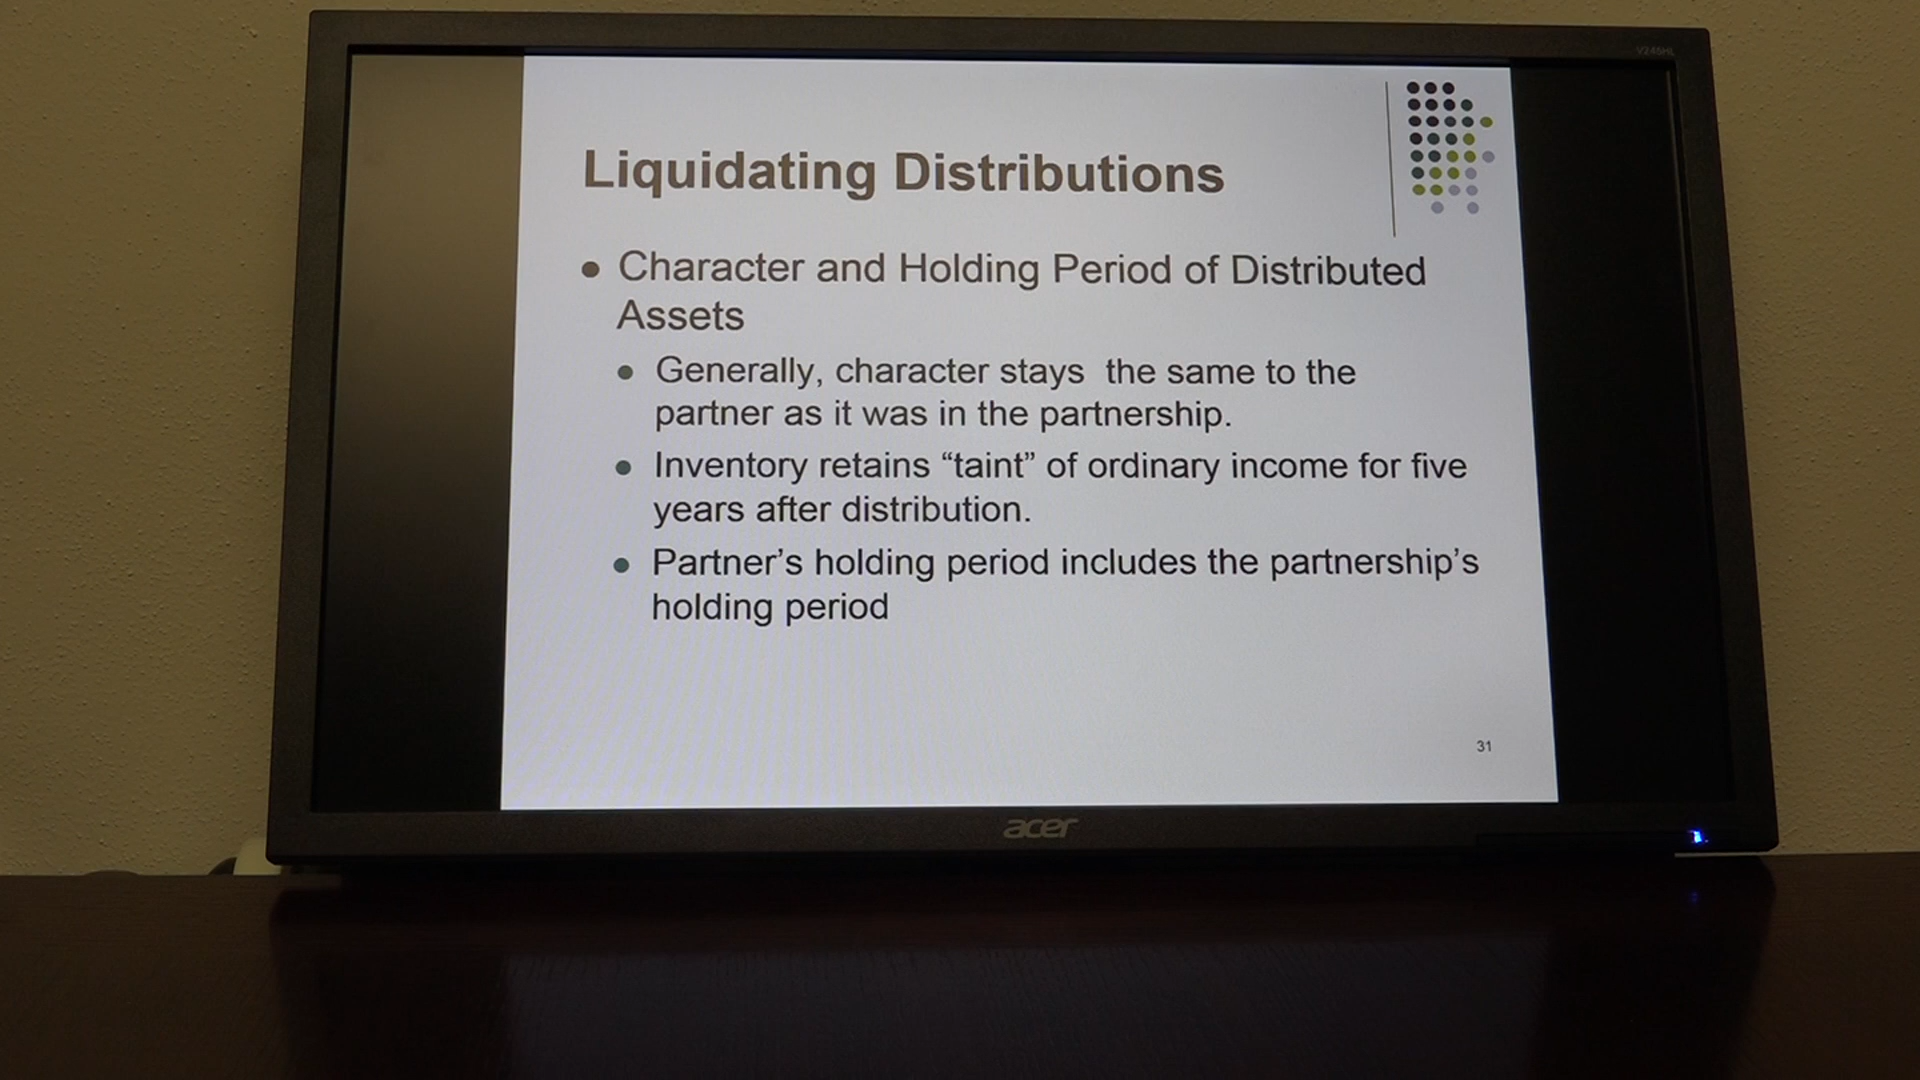 V246HL
Liquidating Distributions
● Character and Holding Period of Distributed
Assets
● Generally, character stays the same to the
partner as it was in the partnership.
● Inventory retains “taint” of ordinary income for five
years after distribution.
● Partner’s holding period includes the partnership’s
holding period
31
acer